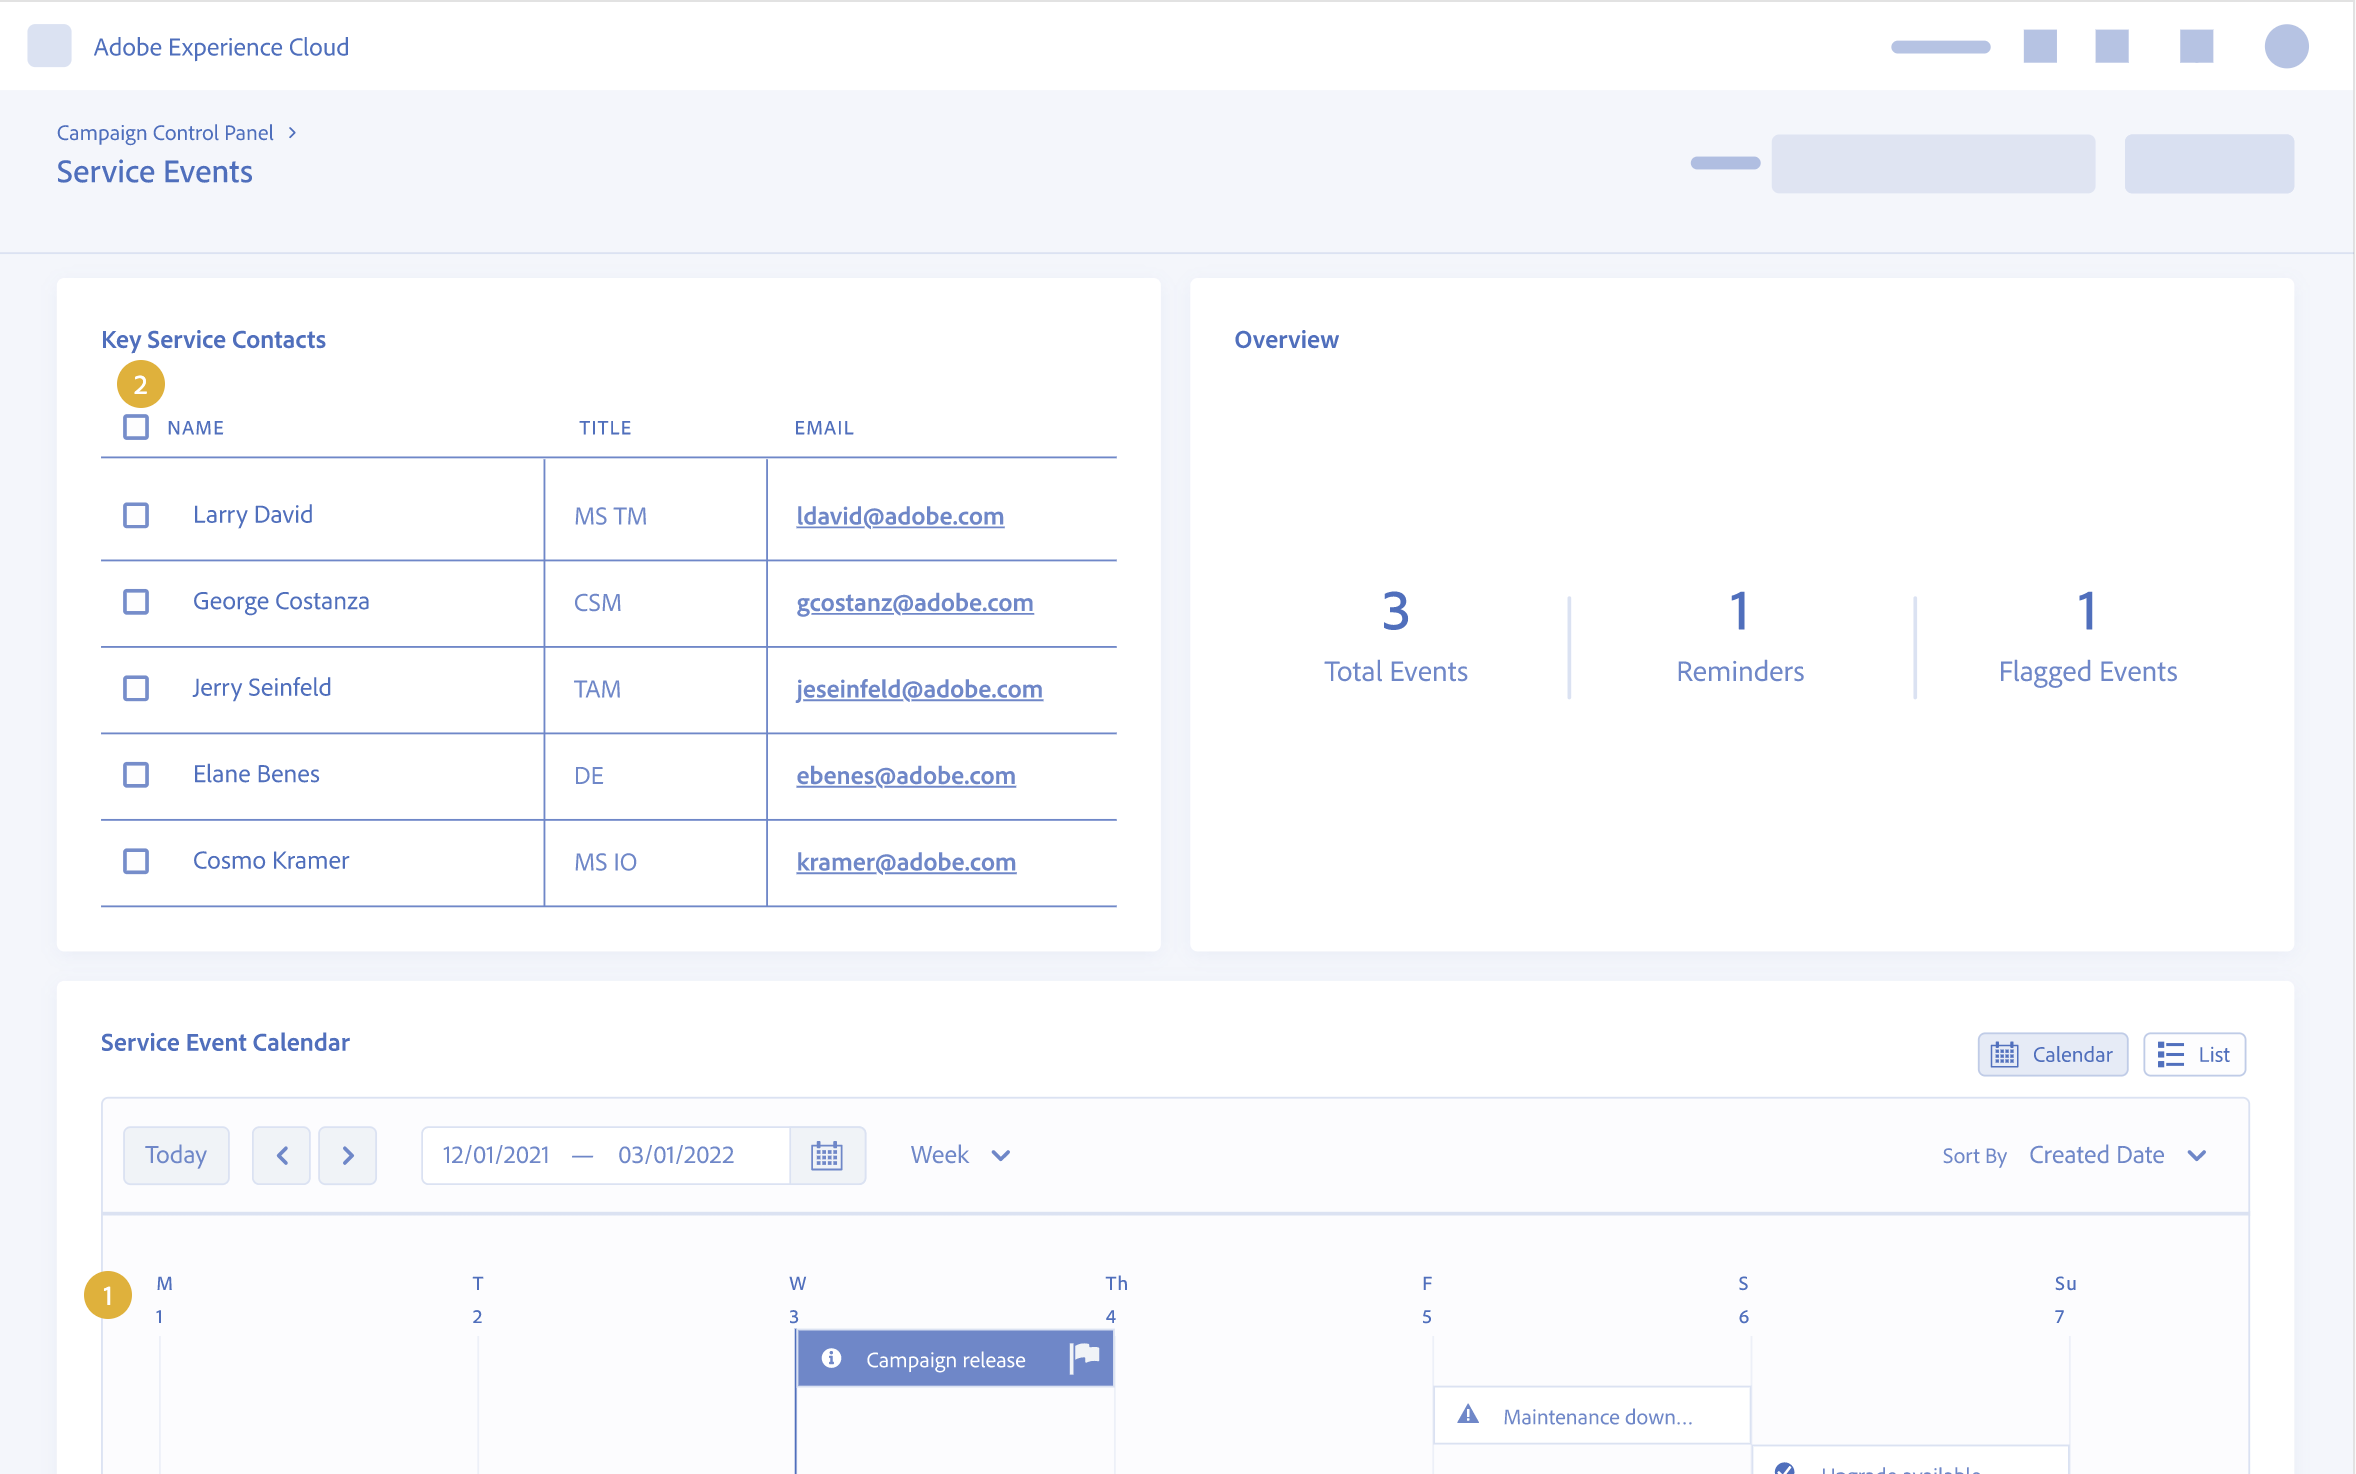 Adobe Experience Cloud
Campaign Control Panel >
Service Events
Key Service Contacts
2
NAME TITLE EMAIL
Larry David MS TM ldavid@adobe.com
George Costanza CSM gcostanz@adobe.com
Jerry Seinfeld TAM jeseinfeld@adobe.com
Elane Benes DE ebenes@adobe.com
Cosmo Kramer MS IO kramer@adobe.com
Overview
3 1 1
Total Events Reminders Flagged Events
Service Event Calendar
Calendar List
Today 12/01/2021 — 03/01/2022 Week Sort By Created Date
1
M T W Th F S Su
1 2 3 4 5 6 7
Campaign release
Maintenance down...
Upgrade available